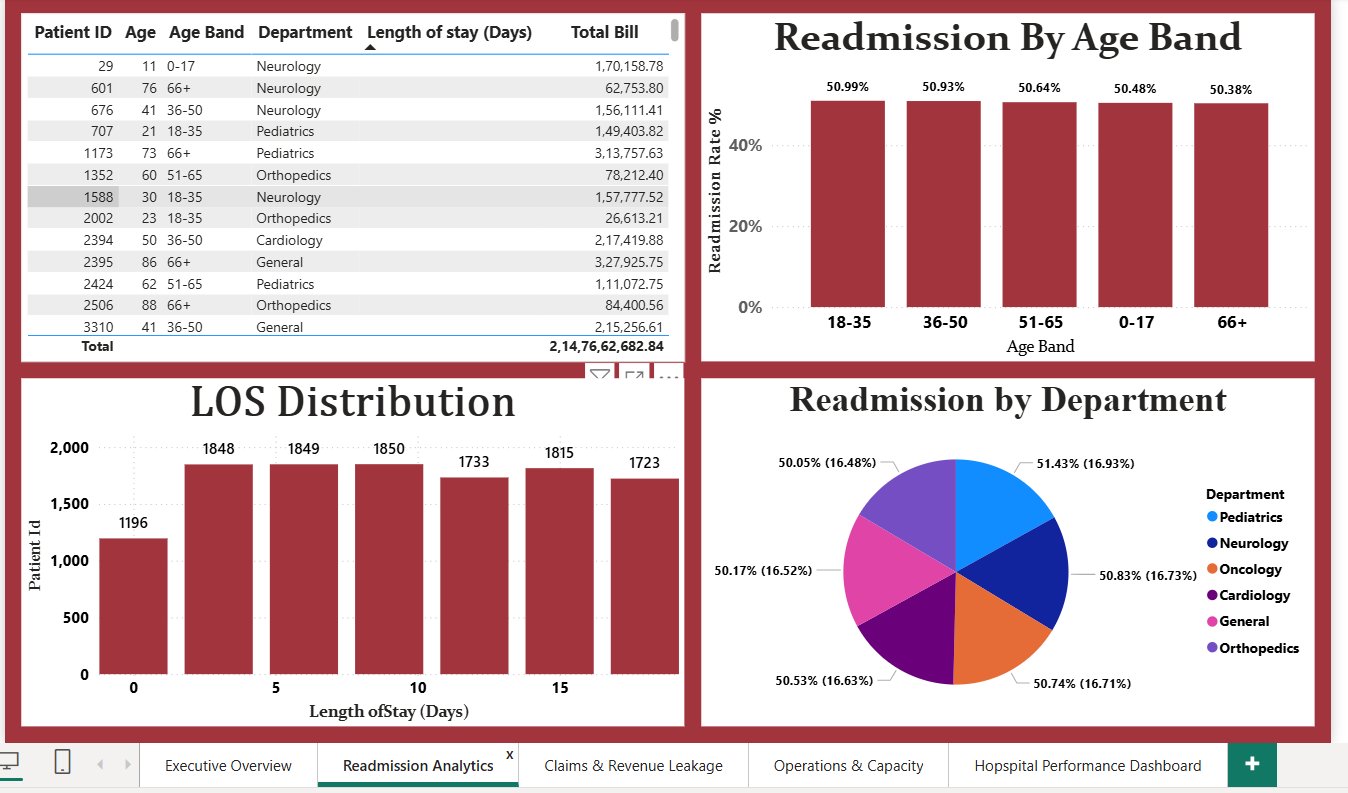 Patient ID Age Age Band Department Length of stay (Days) Total Bill
29 11 0-17 Neurology 1,70,158.78
601 76 66+ Neurology 62,753.80
676 41 36-50 Neurology 1,56,111.41
707 21 18-35 Pediatrics 1,49,403.82
1173 73 66+ Pediatrics 3,13,757.63
1352 60 51-65 Orthopedics 78,212.40
1588 30 18-35 Neurology 1,57,777.52
2002 23 18-35 Orthopedics 26,613.21
2394 50 36-50 Cardiology 2,17,419.88
2395 86 66+ General 3,27,925.75
2424 62 51-65 Pediatrics 1,11,072.75
2506 88 66+ Orthopedics 84,400.56
3310 41 36-50 General 2,15,256.61
Total 2,14,76,62,682.84
Readmission By Age Band
50.99% 50.93% 50.64% 50.48% 50.38%
Readmission Rate %
40%
20%
0%
18-35 36-50 51-65 0-17 66+
Age Band
LOS Distribution
Patient Id
2,000
1,500
1,000
500
0
1196 1848 1849 1850 1733 1815 1723
0 5 10 15
Length ofStay (Days)
Readmission by Department
50.05% (16.48%)
51.43% (16.93%)
50.17% (16.52%)
50.83% (16.73%)
50.53% (16.63%)
50.74% (16.71%)
Department
Pediatrics
Neurology
Oncology
Cardiology
General
Orthopedics
Executive Overview
Readmission Analytics x
Claims & Revenue Leakage
Operations & Capacity
Hopspital Performance Dashboard
+